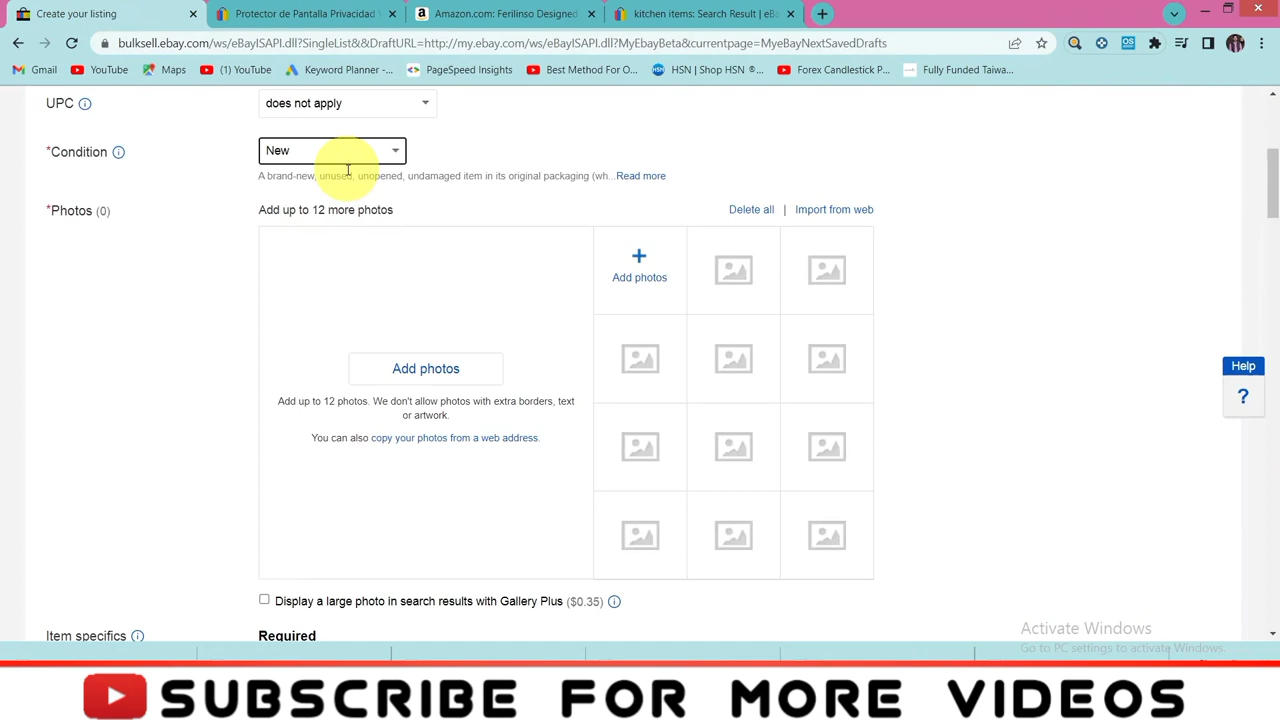 Create your listing
Protector de Pantalla Privacidad
Amazon.com: Ferilinso Designed
kitchen items: Search Result | eBa
bulksell.ebay.com/ws/eBayISAPI.dll?SingleList&&DraftURL=http://my.ebay.com/ws/eBayISAPI.dll?MyEbayBeta&currentpage=MyeBayNextSavedDrafts
Gmail
YouTube
Maps
(1) YouTube
Keyword Planner -...
PageSpeed Insights
Best Method For O...
HSN | Shop HSN ®...
Forex Candlestick P...
Fully Funded Taiwa...
UPC
does not apply
*Condition
New
A brand-new, unused, unopened, undamaged item in its original packaging (wh...Read more
*Photos (0)
Add up to 12 more photos
Delete all | Import from web
Add photos
Add photos
Add up to 12 photos. We don't allow photos with extra borders, text
or artwork.
You can also copy your photos from a web address.
Help
?
Display a large photo in search results with Gallery Plus ($0.35)
Item specifics
Required
Activate Windows
Go to PC settings to activate Windows.
SUBSCRIBE FOR MORE VIDEOS